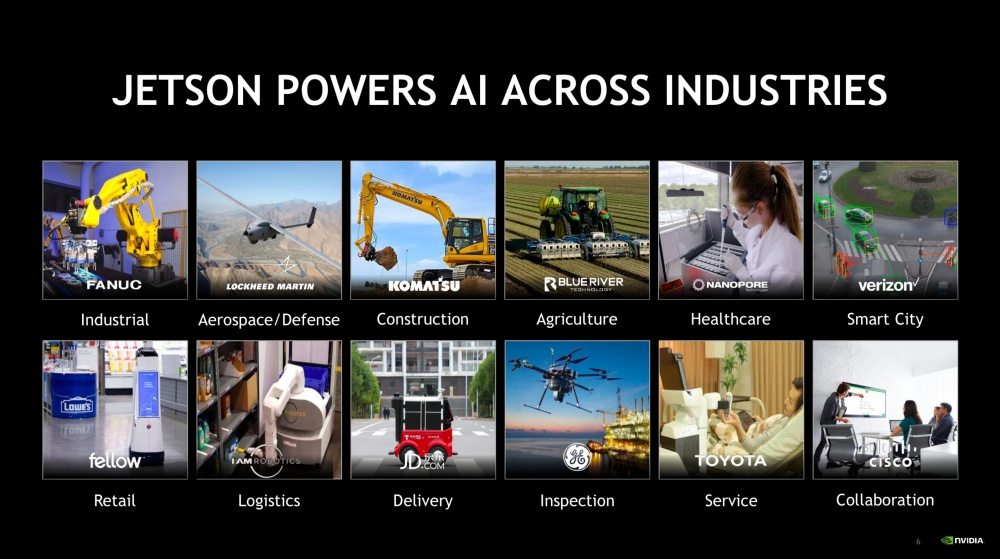 JETSON POWERS AI ACROSS INDUSTRIES
KOMATSU
FANUC
LOCKHEED MARTIN
KOMATSU
BLUE RIVER
TECHNOLOGY
NANOPORE
verizon✓
Industrial
Aerospace/Defense
Construction
Agriculture
Healthcare
Smart City
LOWE'S
fellow
IAM ROBOTICS
JD.COM
GE
TOYOTA
CISCO
Retail
Logistics
Delivery
Inspection
Service
Collaboration
6
NVIDIA